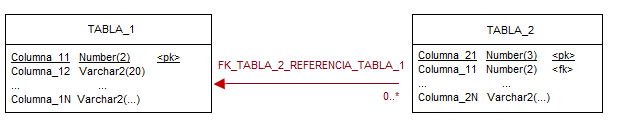 TABLA_1
Columna_11 Number(2) <pk>
Columna_12 Varchar2(20)
... ...
Columna_1N Varchar2(...)
FK_TABLA_2_REFERENCIA_TABLA_1
0..*
TABLA_2
Columna_21 Number(3) <pk>
Columna_11 Number(2) <fk>
... ...
Columna_2N Varchar2(...)